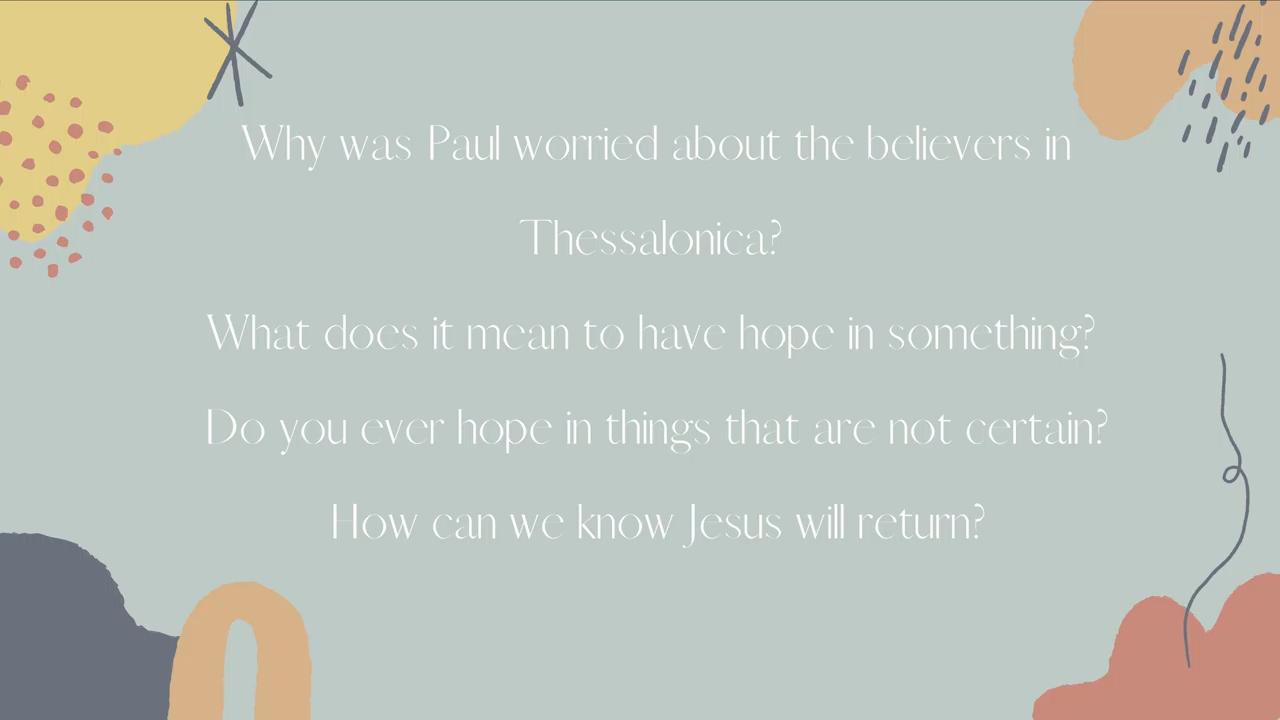 Why was Paul worried about the believers in
Thessalonica?
What does it mean to have hope in something?
Do you ever hope in things that are not certain?
How can we know Jesus will return?